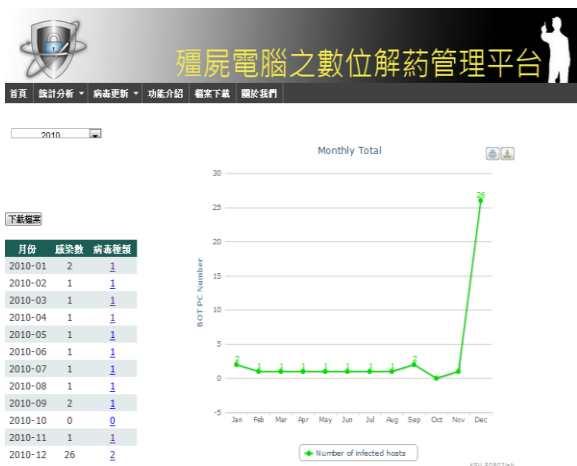 殭屍電腦之數位解葯管理平台
首頁 統計分析 病毒更新 功能介紹 檔案下載 關於我們
2010
下載檔案
月份 感染數 病毒種類
2010-01 2 1
2010-02 1 1
2010-03 1 1
2010-04 1 1
2010-05 1 1
2010-06 1 1
2010-07 1 1
2010-08 1 1
2010-09 2 1
2010-10 0 0
2010-11 1 1
2010-12 26 2
Monthly Total
BOT PC Number
30
25
20
15
10
5
0
-5
2 1 1 1 1 1 1 1 2 26
Jan Feb Mar Apr May Jun Jul Aug Sep Oct Nov Dec
Number of infected hosts